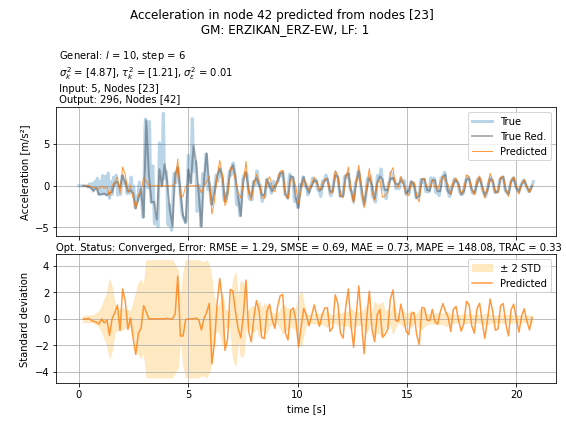 Acceleration in node 42 predicted from nodes [23]
GM: ERZIKAN_ERZ-EW, LF: 1
General: l = 10, step = 6
σ²ₖ = [4.87], τ²ₖ = [1.21], σ²ε = 0.01
Input: 5, Nodes [23]
Output: 296, Nodes [42]
True
True Red.
Predicted
Acceleration [m/s²]
5
0
−5
Opt. Status: Converged, Error: RMSE = 1.29, SMSE = 0.69, MAE = 0.73, MAPE = 148.08, TRAC = 0.33
± 2 STD
Predicted
Standard deviation
4
2
0
−2
−4
0
5
10
15
20
time [s]